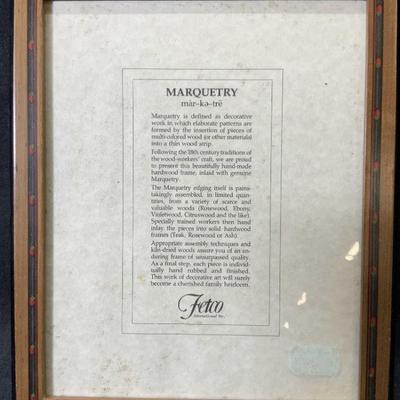 MARQUETRY
mär-kə-trē
Marquetry is defined as decorative
work in which elaborate patterns are
formed by the insertion of pieces of
multi-colored wood (or other materials)
into a thin wood strip.
Following the 18th century traditions of
the wood-workers' craft, we are proud
to present this beautifully hand-made
hardwood frame, inlaid with genuine
Marquetry.
The Marquetry edging itself is pains-
takingly assembled, in limited quan-
tities, from a variety of scarce and
valuable woods (Rosewood, Ebony,
Violetwood, Citruswood and the like).
Specially trained workers then hand
inlay the pieces into solid hardwood
frames (Teak, Rosewood or Ash).
Appropriate assembly techniques and
kiln-dried woods assure you of an en-
during frame of unsurpassed quality.
As a final step, each piece is individ-
ually hand rubbed and finished.
This work of decorative art will surely
become a cherished family heirloom.
Fetco
International Inc.